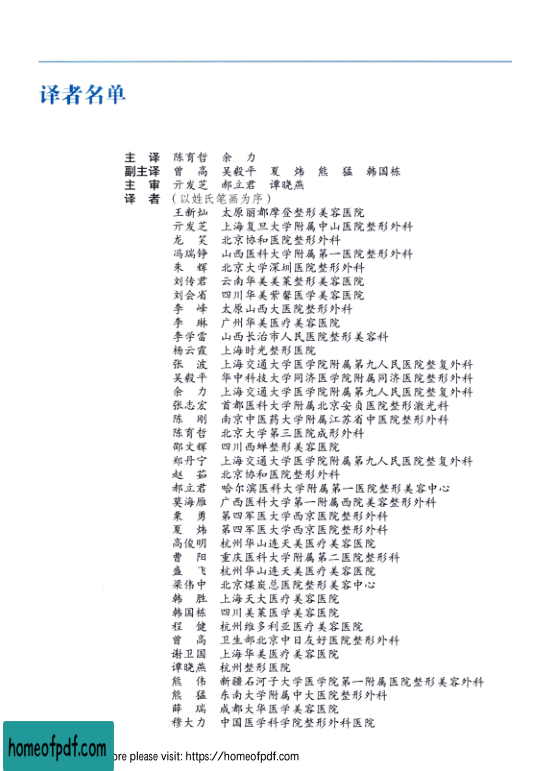 译者名单
主 译 陈育哲 余 力
副主译 曾 高 吴毅平 夏 炜 熊 猛 韩国栋
主 审 亓发芝 郝立君 谭晓燕
译 者 (以姓氏笔画为序)
王新灿 太原丽都摩登整形美容医院
亓发芝 上海复旦大学附属中山医院整形外科
龙 笑 北京协和医院整形外科
冯瑞铮 山西医科大学附属第一医院整形外科
朱 辉 北京大学深圳医院整形外科
刘传君 云南华美美莱整形美容医院
刘会省 四川华美紫馨医学美容医院
李 峰 太原山西大医院整形外科
李 琳 广州华美医疗美容医院
李学雷 山西长治市人民医院整形美容科
杨云霞 上海时光整形医院
张 波 上海交通大学医学院附属第九人民医院整复外科
吴毅平 华中科技大学同济医学院附属同济医院整形外科
余 力 上海交通大学医学院附属第九人民医院整复外科
张志宏 首都医科大学附属北京安贞医院整形激光科
陈 刚 南京中医药大学附属江苏省中医院整形外科
陈育哲 北京大学第三医院成形外科
邵文辉 四川西婵整形美容医院
郑丹宁 上海交通大学医学院附属第九人民医院整复外科
赵 茹 北京协和医院整形外科
郝立君 哈尔滨医科大学附属第一医院整形美容中心
莫海雁 广西医科大学第一附属西院美容整形外科
栗 勇 第四军医大学西京医院整形外科
夏 炜 第四军医大学西京医院整形外科
高俊明 杭州华山连天美医疗美容医院
曹 阳 重庆医科大学附属第二医院整形科
盛 飞 杭州华山连天美医疗美容医院
梁伟中 北京煤炭总医院整形美容中心
韩 胜 上海天大医疗美容医院
韩国栋 四川美莱医学美容医院
程 健 杭州维多利亚医疗美容医院
曾 高 卫生部北京中日友好医院整形外科
谢卫国 上海华美医疗美容医院
谭晓燕 杭州整形医院
熊 伟 新疆石河子大学医学院第一附属医院整形美容外科
熊 猛 东南大学附属中大医院整形外科
薛 瑞 成都大华医学美容医院
穆大力 中国医学科学院整形外科医院
homeofpdf.com
ore please visit: https://homeofpdf.com